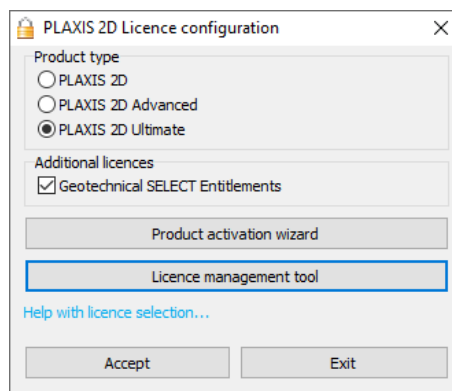 PLAXIS 2D Licence configuration
Product type
PLAXIS 2D
PLAXIS 2D Advanced
PLAXIS 2D Ultimate
Additional licences
Geotechnical SELECT Entitlements
Product activation wizard
Licence management tool
Help with licence selection...
Accept
Exit